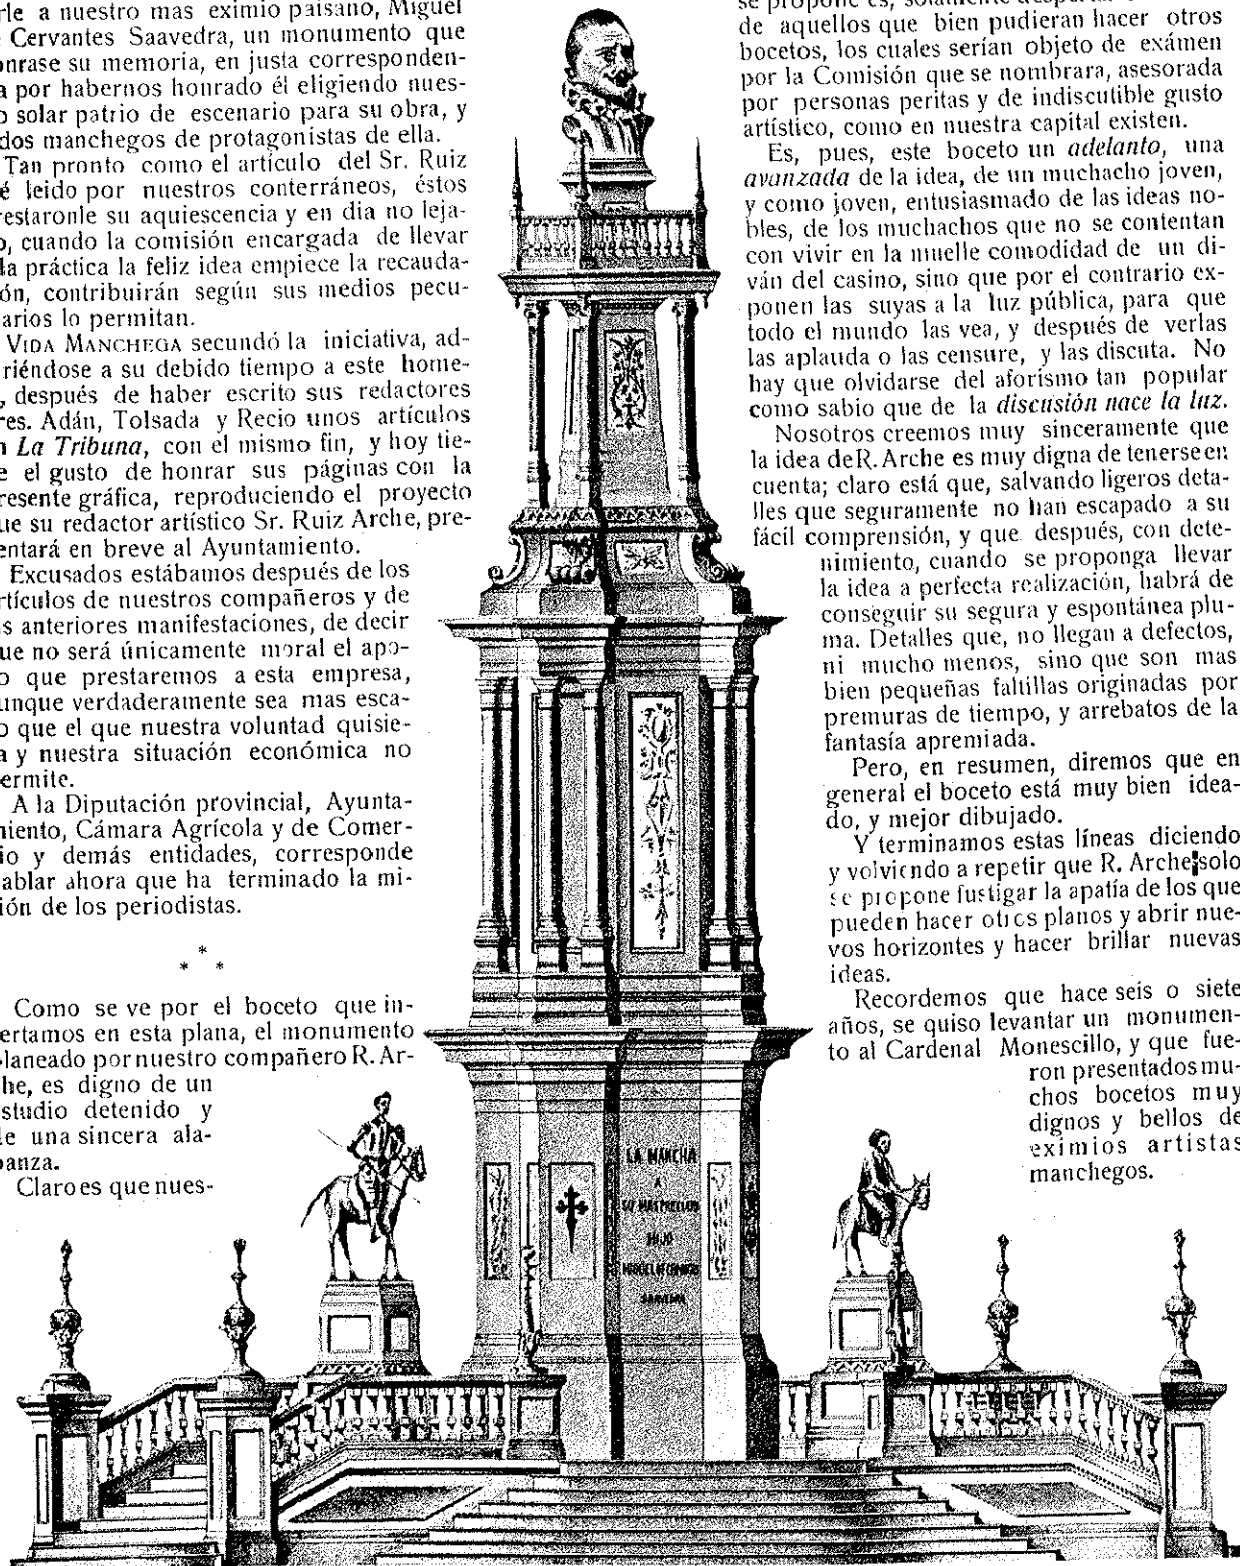 rle a nuestro mas eximio paisano, Miguel
Cervantes Saavedra, un monumento que
onrase su memoria, en justa corresponden-
a por habernos honrado él eligiendo nues-
o solar patrio de escenario para su obra, y
dos manchegos de protagonistas de ella.
Tan pronto como el artículo del Sr. Ruiz
é leido por nuestros conterráneos, éstos
restaronle su aquiescencia y en dia no leja-
o, cuando la comisión encargada de llevar
la práctica la feliz idea empiece la recauda-
ón, contribuirán según sus medios pecu-
arios lo permitan.
VIDA MANCHEGA secundó la iniciativa, ad-
riéndose a su debido tiempo a este home-
, después de haber escrito sus redactores
res. Adán, Tolsada y Recio unos artículos
n La Tribuna, con el mismo fin, y hoy tie-
e el gusto de honrar sus páginas con la
resente gráfica, reproduciendo el proyecto
ue su redactor artístico Sr. Ruiz Arche, pre-
entará en breve al Ayuntamiento.
Excusados estábamos después de los
rtículos de nuestros compañeros y de
s anteriores manifestaciones, de decir
ue no será únicamente moral el apo-
o que prestaremos a esta empresa,
unque verdaderamente sea mas esca-
o que el que nuestra voluntad quisie-
a y nuestra situación económica no
ermite.
A la Diputación provincial, Ayunta-
niento, Cámara Agrícola y de Comer-
io y demás entidades, corresponde
ablar ahora que ha terminado la mi-
ión de los periodistas.
*
* *
Como se ve por el boceto que in-
ertamos en esta plana, el monumento
laneado por nuestro compañero R. Ar-
he, es digno de un
studio detenido y
le una sincera ala-
banza.
Claro es que nues-
se propone es, solamente
de aquellos que bien pudieran hacer otros
bocetos, los cuales serían objeto de exámen
por la Comisión que se nombrara, asesorada
por personas peritas y de indiscutible gusto
artístico, como en nuestra capital existen.
Es, pues, este boceto un adelanto, una
avanzada de la idea, de un muchacho joven,
y como joven, entusiasmado de las ideas no-
bles, de los muchachos que no se contentan
con vivir en la muelle comodidad de un di-
ván del casino, sino que por el contrario ex-
ponen las suyas a la luz pública, para que
todo el mundo las vea, y después de verlas
las aplauda o las censure, y las discuta. No
hay que olvidarse del aforismo tan popular
como sabio que de la discusión nace la luz.
Nosotros creemos muy sinceramente que
la idea de R. Arche es muy digna de tenerse en
cuenta; claro está que, salvando ligeros deta-
lles que seguramente no han escapado a su
fácil comprensión, y que después, con dete-
nimiento, cuando se proponga llevar
la idea a perfecta realización, habrá de
conseguir su segura y espontánea plu-
ma. Detalles que, no llegan a defectos,
ni mucho menos, sino que son mas
bien pequeñas faltillas originadas por
premuras de tiempo, y arrebatos de la
fantasía apremiada.
Pero, en resumen, diremos que en
general el boceto está muy bien idea-
do, y mejor dibujado.
Y terminamos estas líneas diciendo
y volviendo a repetir que R. Arche solo
se propone fustigar la apatía de los que
pueden hacer otros planos y abrir nue-
vos horizontes y hacer brillar nuevas
ideas.
Recordemos que hace seis o siete
años, se quiso levantar un monumen-
to al Cardenal Monescillo, y que fue-
ron presentados mu-
chos bocetos muy
dignos y bellos de
eximios artistas
manchegos.
LA MANCHA
A
SU
HIJO